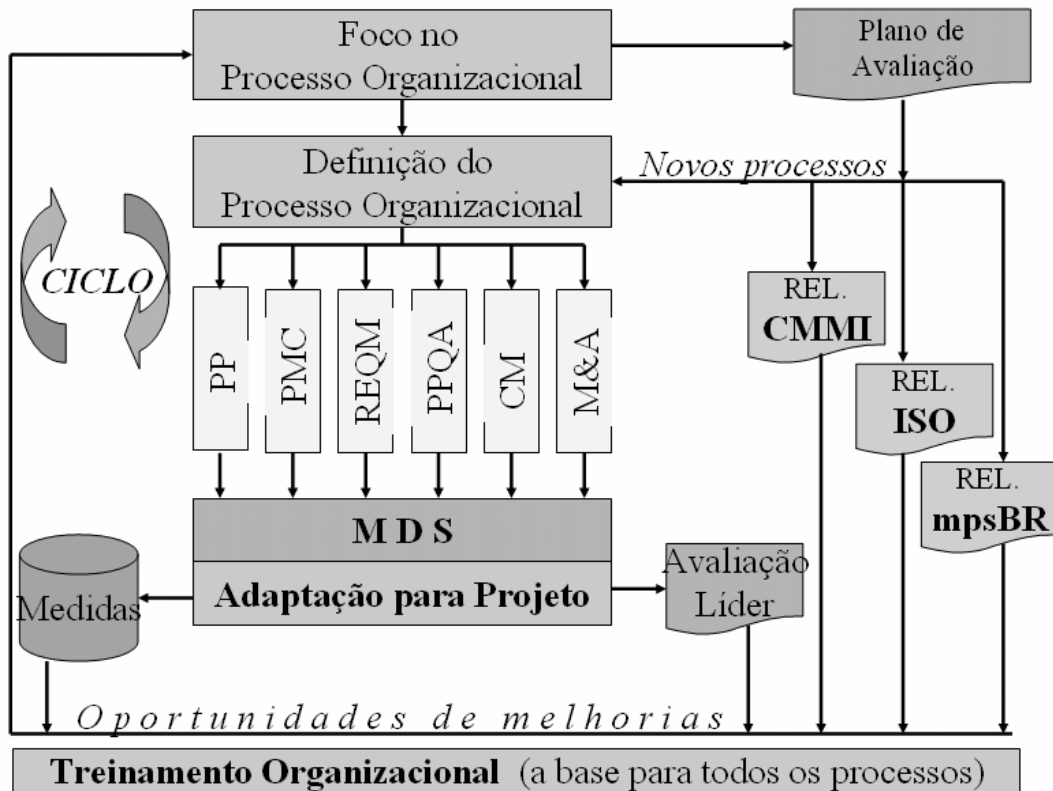 Foco no
Processo Organizacional
Plano de
Avaliação
Definição do
Processo Organizacional
Novos processos
CICLO
PP
PMC
REQM
PPQA
CM
M&A
REL.
CMMI
REL.
ISO
REL.
mpsBR
M D S
Adaptação para Projeto
Medidas
Avaliação
Líder
Oportunidades de melhorias
Treinamento Organizacional (a base para todos os processos)